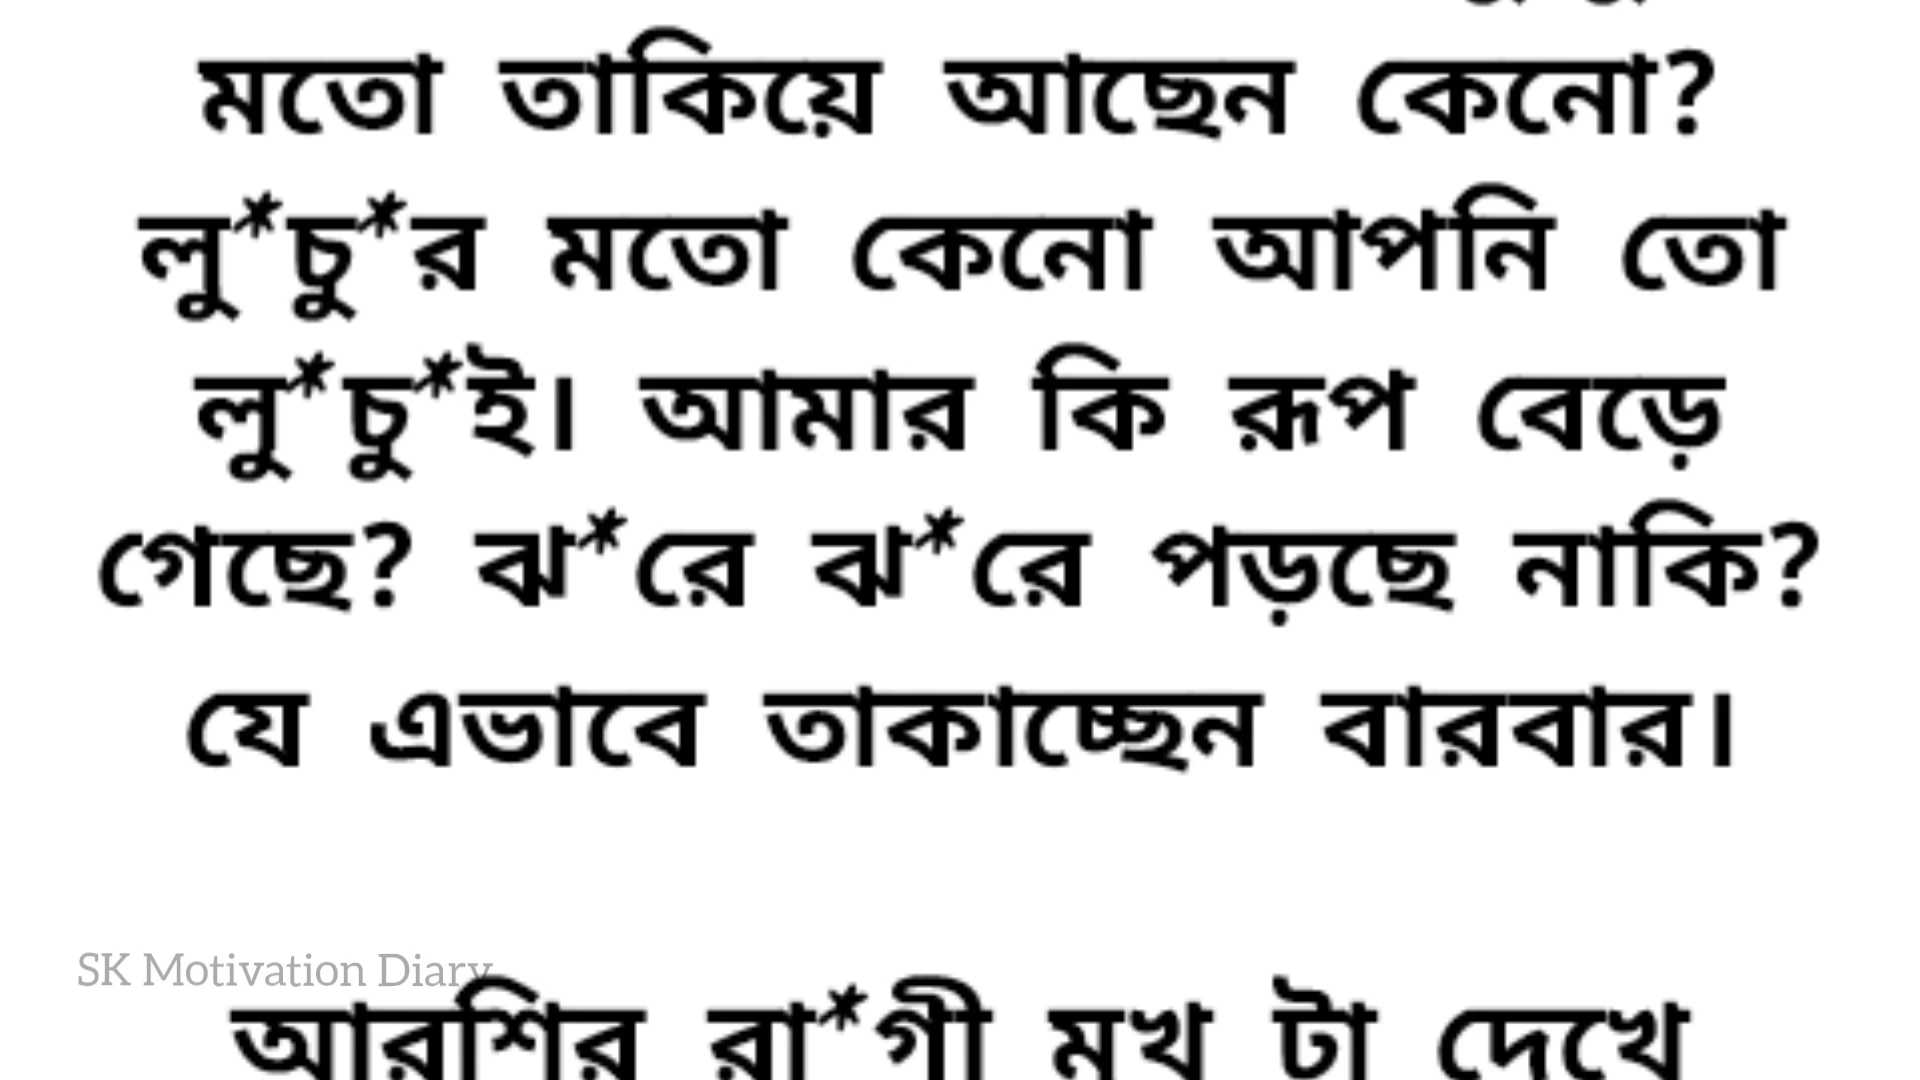 মতো তাকিয়ে আছেন কেনো?
লু*চু*র মতো কেনো আপনি তো
লু*চু*ই। আমার কি রূপ বেড়ে
গেছে? ঝ*রে ঝ*রে পড়ছে নাকি?
যে এভাবে তাকাচ্ছেন বারবার।
SK Motivation Diary
আরশির রা*গী মুখ টা দেখে